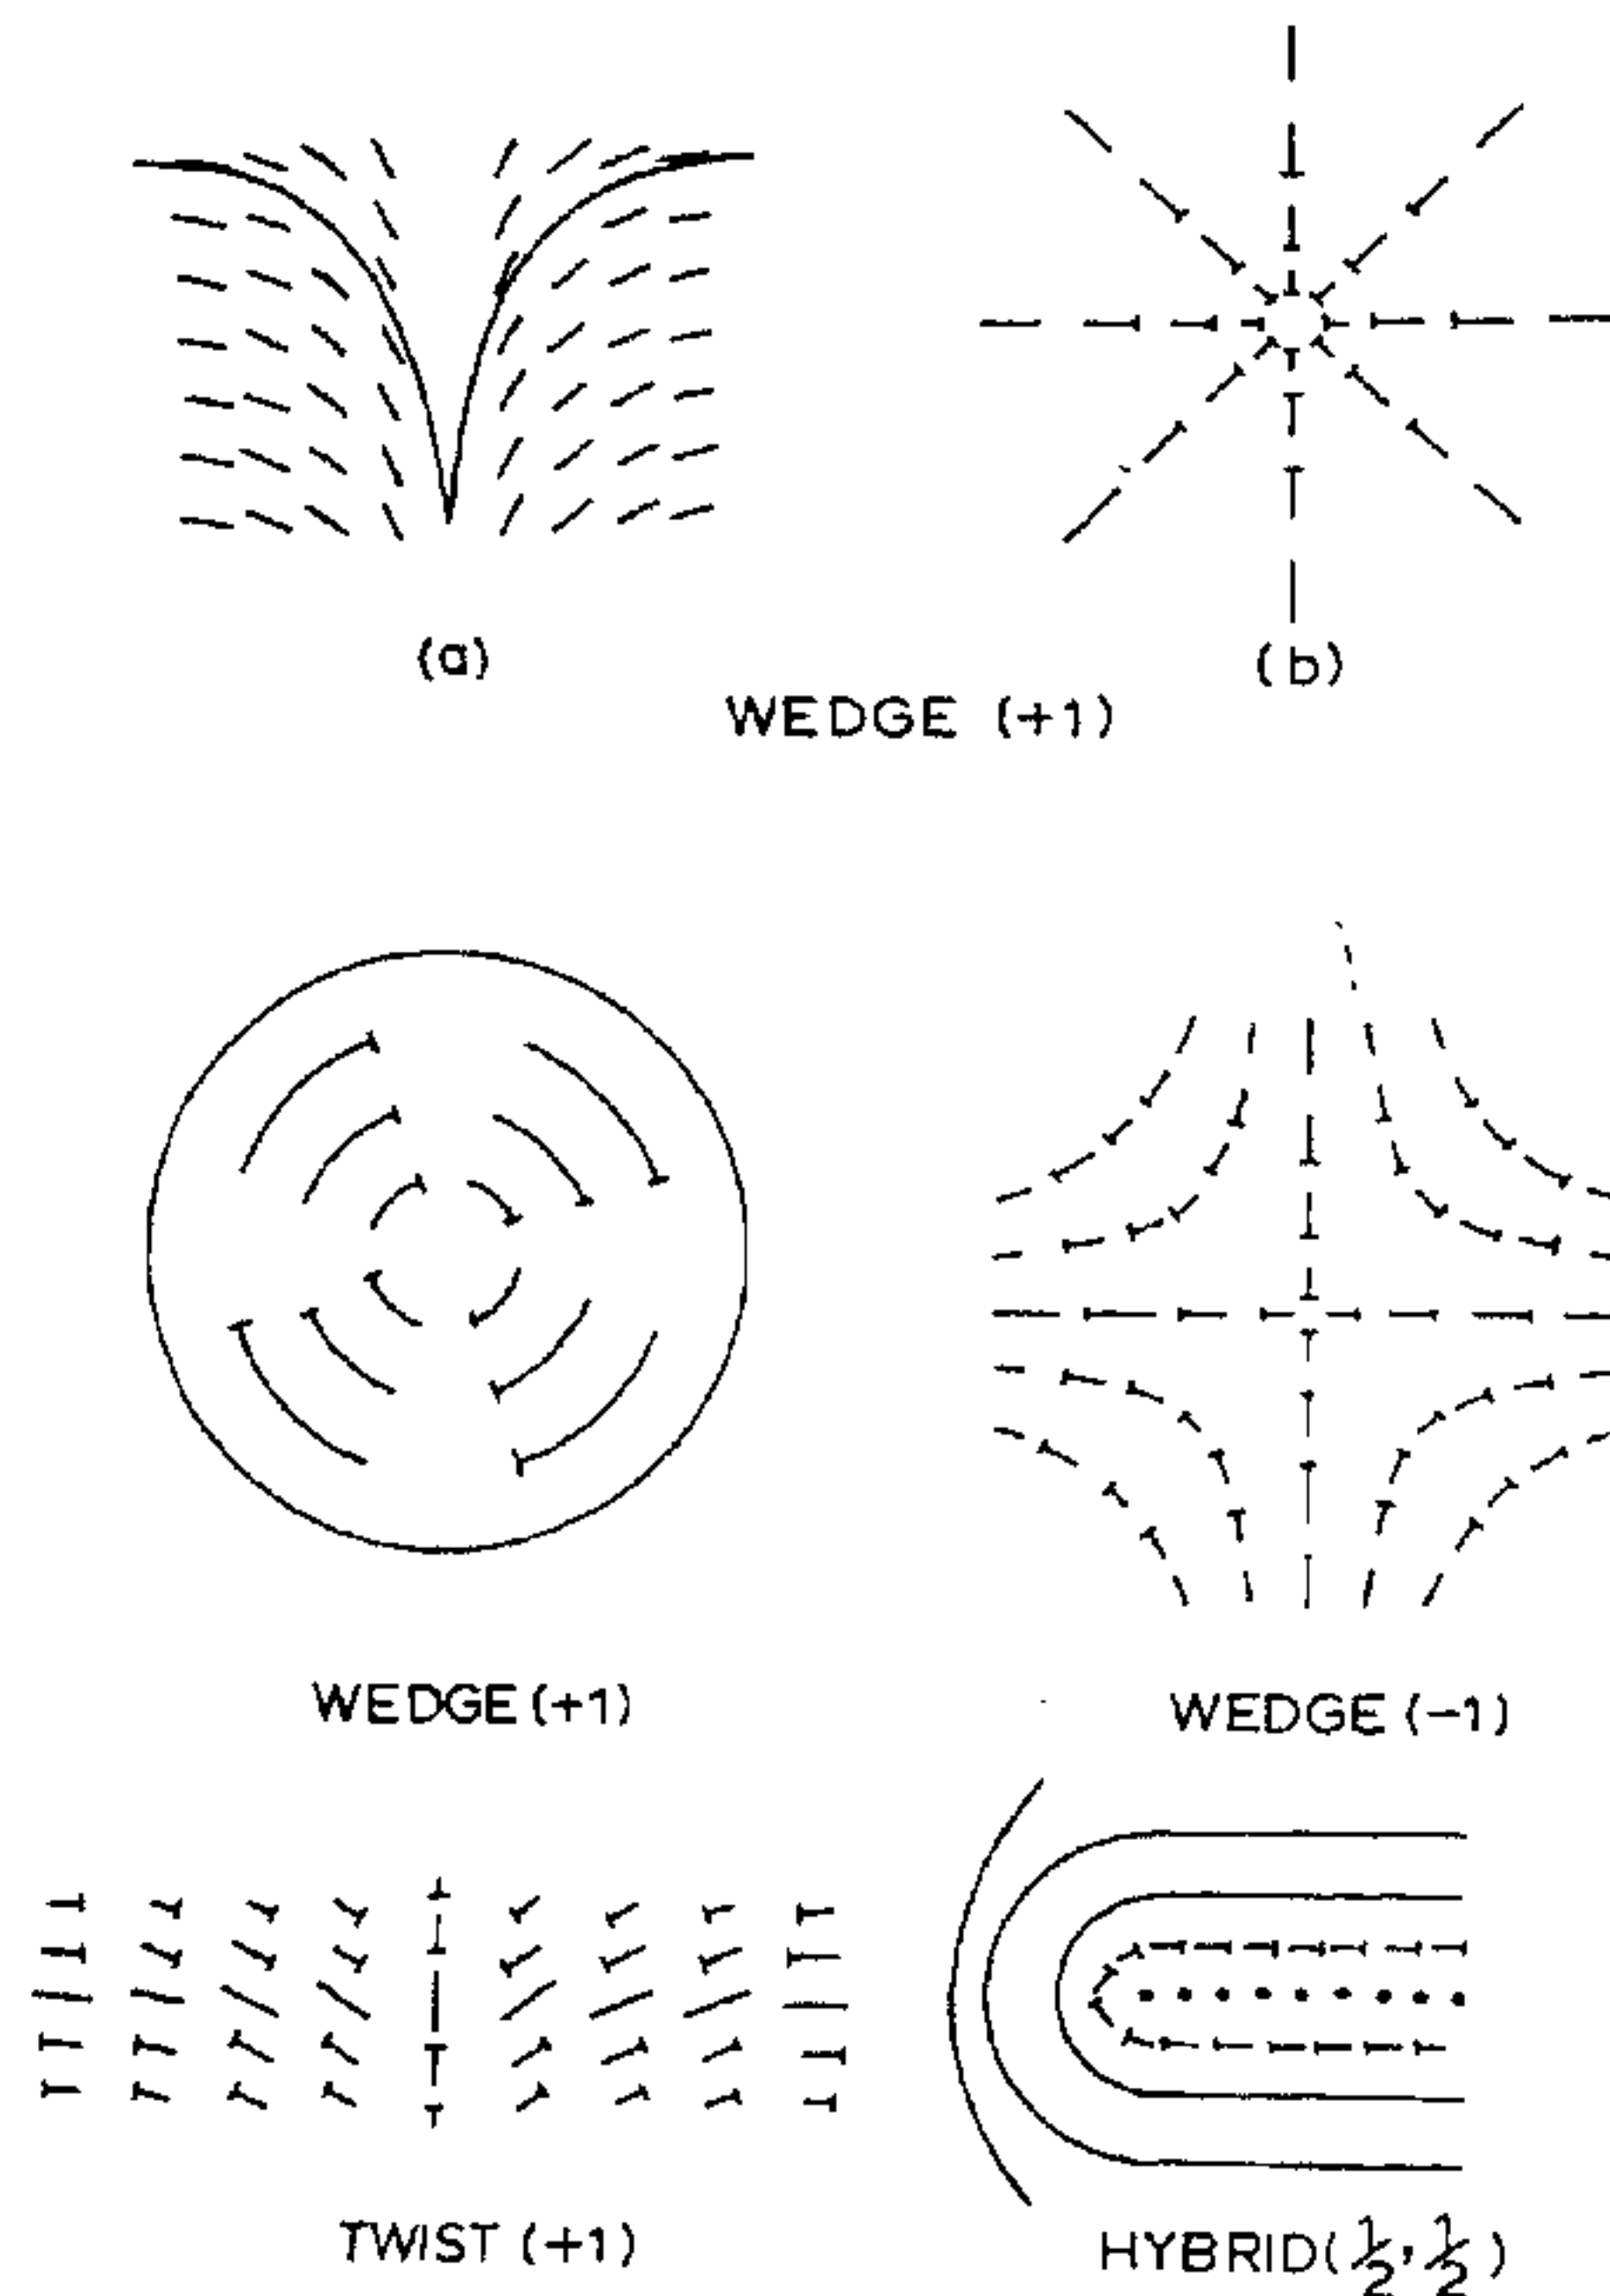 (a) (b)
WEDGE (+1)
WEDGE (+1) WEDGE (-1)
TWIST (+1) HYBRID (½, ½)